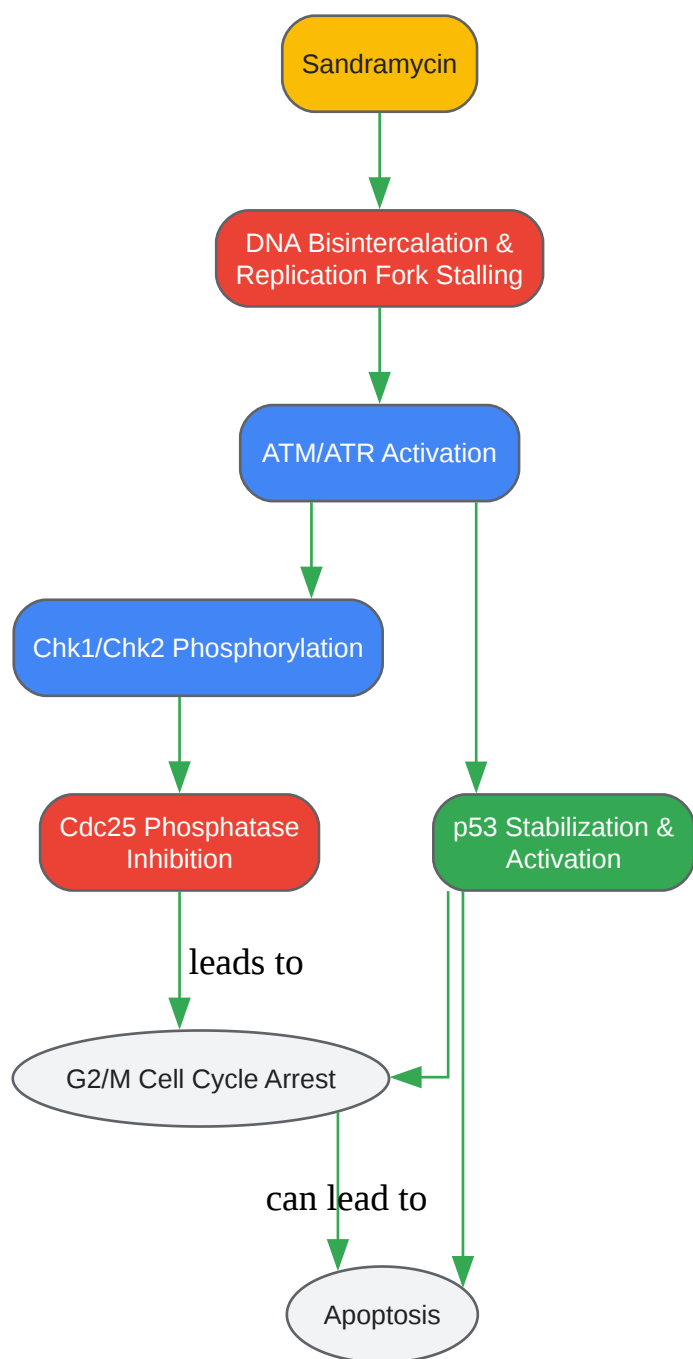 Sandramycin
DNA Bisintercalation &
Replication Fork Stalling
ATM/ATR Activation
Chk1/Chk2 Phosphorylation
Cdc25 Phosphatase
Inhibition
p53 Stabilization &
Activation
leads to
G2/M Cell Cycle Arrest
can lead to
Apoptosis